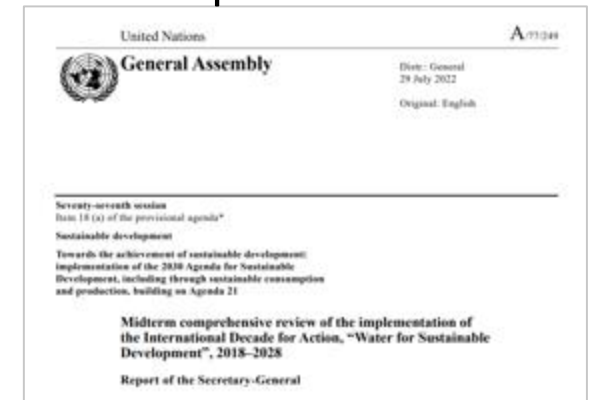 United Nations
A/77/249
General Assembly
Distr.: General
29 July 2022
Original: English
Seventy-seventh session
Item 18 (a) of the provisional agenda*
Sustainable development
Towards the achievement of sustainable development:
implementation of the 2030 Agenda for Sustainable
Development, including through sustainable consumption
and production, building on Agenda 21
Midterm comprehensive review of the implementation of
the International Decade for Action, “Water for Sustainable
Development”, 2018–2028
Report of the Secretary-General